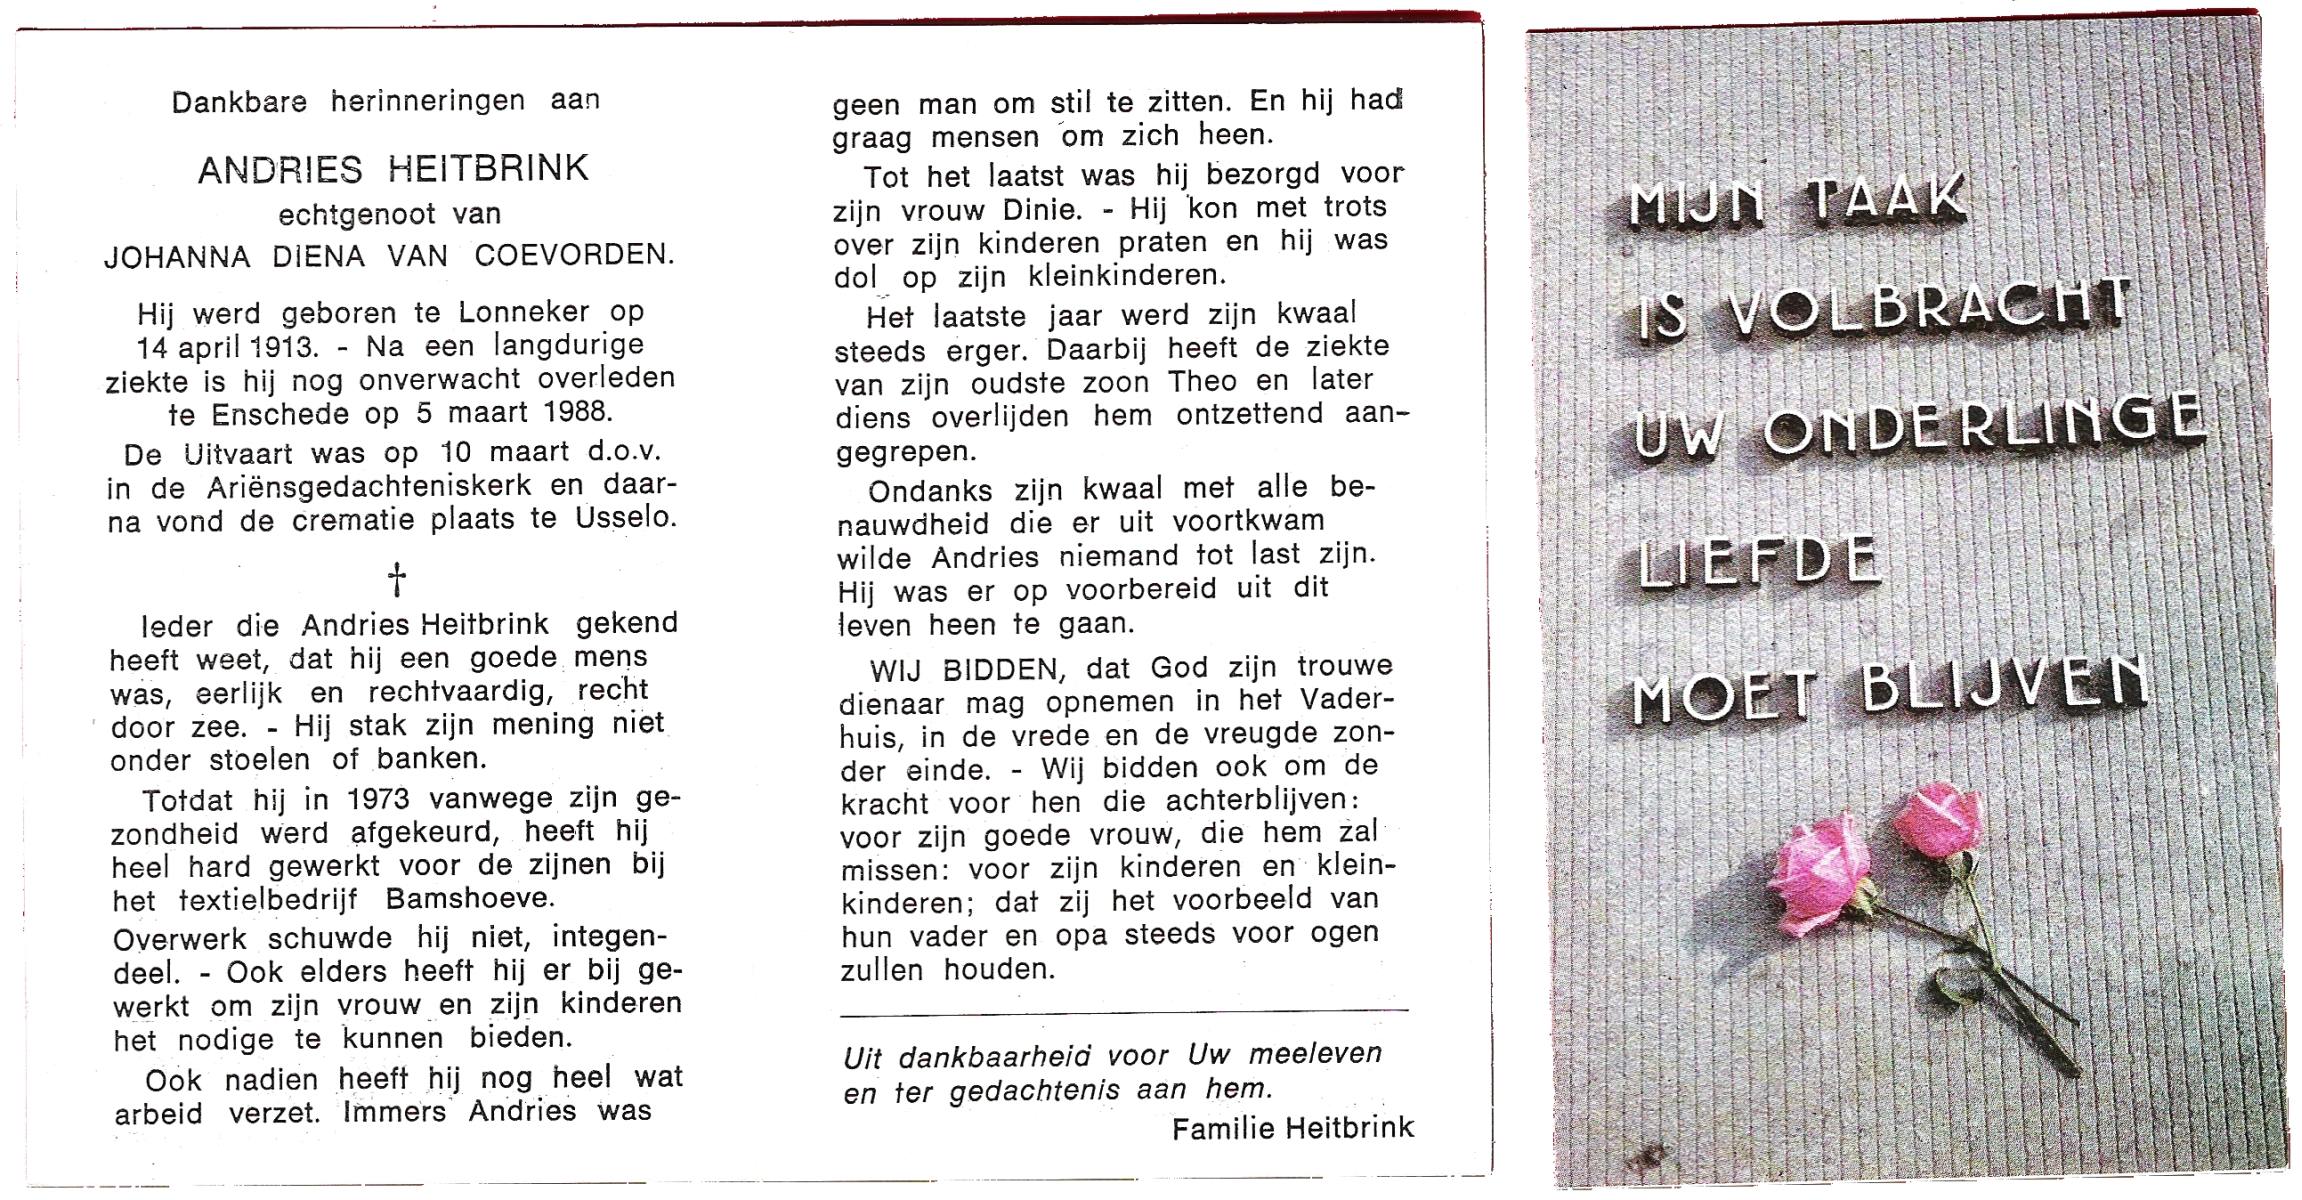 Dankbare herinneringen aan
ANDRIES HEITBRINK
echtgenoot van
JOHANNA DIENA VAN COEVORDEN.
Hij werd geboren te Lonneker op
14 april 1913. - Na een langdurige
ziekte is hij nog onverwacht overleden
te Enschede op 5 maart 1988.
De Uitvaart was op 10 maart d.o.v.
in de Ariënsgedachteniskerk en daar-
na vond de crematie plaats te Usselo.
†
Ieder die Andries Heitbrink gekend
heeft weet, dat hij een goede mens
was, eerlijk en rechtvaardig, recht
door zee. - Hij stak zijn mening niet
onder stoelen of banken.
Totdat hij in 1973 vanwege zijn ge-
zondheid werd afgekeurd, heeft hij
heel hard gewerkt voor de zijnen bij
het textielbedrijf Bamshoeve.
Overwerk schuwde hij niet, integen-
deel. - Ook elders heeft hij er bij ge-
werkt om zijn vrouw en zijn kinderen
het nodige te kunnen bieden.
Ook nadien heeft hij nog heel wat
arbeid verzet. Immers Andries was
geen man om stil te zitten. En hij had
graag mensen om zich heen.
Tot het laatst was hij bezorgd voor
zijn vrouw Dinie. - Hij kon met trots
over zijn kinderen praten en hij was
dol op zijn kleinkinderen.
Het laatste jaar werd zijn kwaal
steeds erger. Daarbij heeft de ziekte
van zijn oudste zoon Theo en later
diens overlijden hem ontzettend aan-
gegrepen.
Ondanks zijn kwaal met alle be-
nauwdheid die er uit voortkwam
wilde Andries niemand tot last zijn.
Hij was er op voorbereid uit dit
leven heen te gaan.
WIJ BIDDEN, dat God zijn trouwe
dienaar mag opnemen in het Vader-
huis, in de vrede en de vreugde zon-
der einde. - Wij bidden ook om de
kracht voor hen die achterblijven:
voor zijn goede vrouw, die hem zal
missen: voor zijn kinderen en klein-
kinderen; dat zij het voorbeeld van
hun vader en opa steeds voor ogen
zullen houden.
Uit dankbaarheid voor Uw meeleven
en ter gedachtenis aan hem.
Familie Heitbrink
MIJN TAAK
IS VOLBRACHT
UW ONDERLINGE
LIEFDE
MOET BLIJVEN